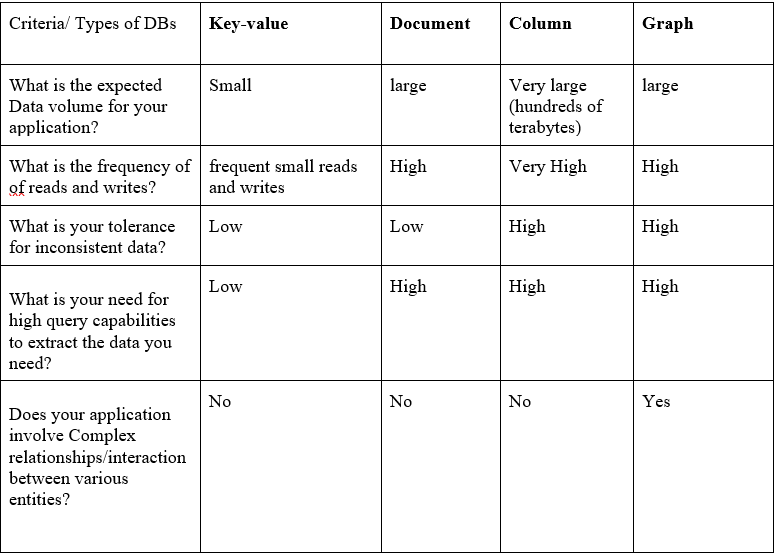 Criteria/ Types of DBs
Key-value
Document
Column
Graph
What is the expected
Data volume for your
application?
Small
large
Very large
(hundreds of
terabytes)
large
What is the frequency of
of reads and writes?
frequent small reads
and writes
High
Very High
High
What is your tolerance
for inconsistent data?
Low
Low
High
High
What is your need for
high query capabilities
to extract the data you
need?
Low
High
High
High
Does your application
involve Complex
relationships/interaction
between various
entities?
No
No
No
Yes